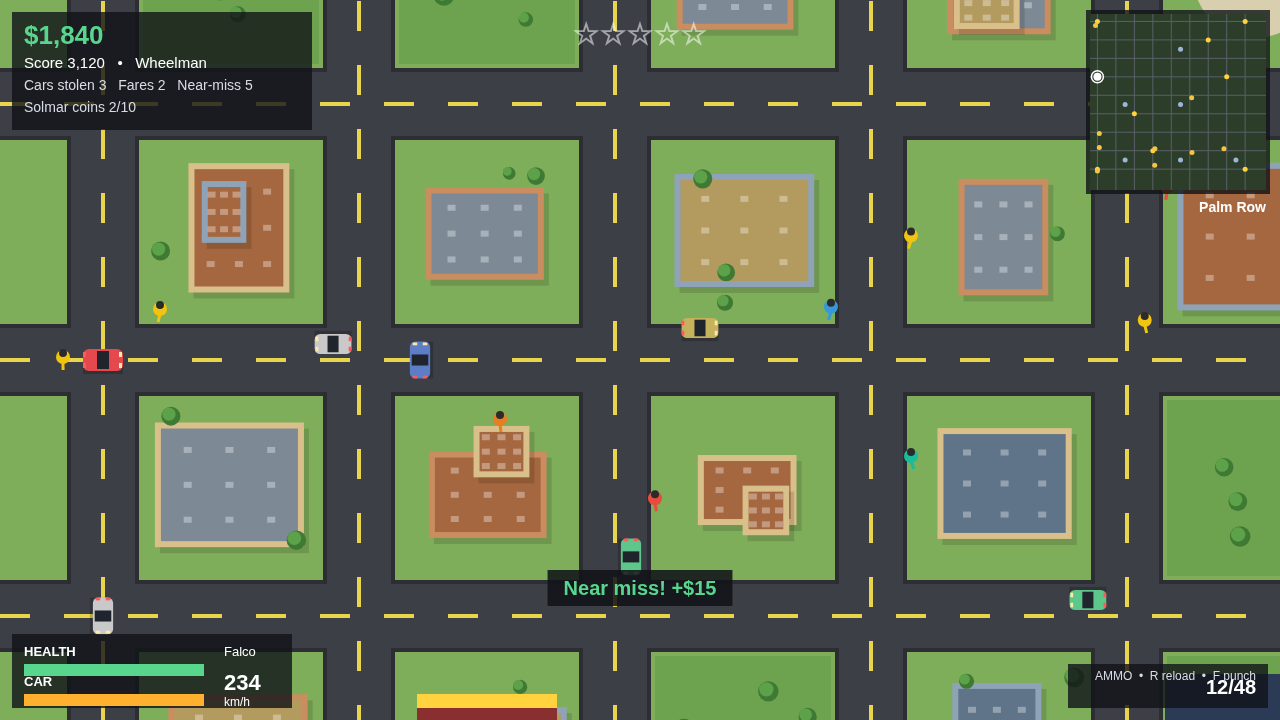 $1,840
Score 3,120 • Wheelman
Cars stolen 3 Fares 2 Near-miss 5
Solmar coins 2/10
Palm Row
Near miss! +$15
HEALTH
CAR
Falco
234
km/h
AMMO • R reload • F punch
12/48